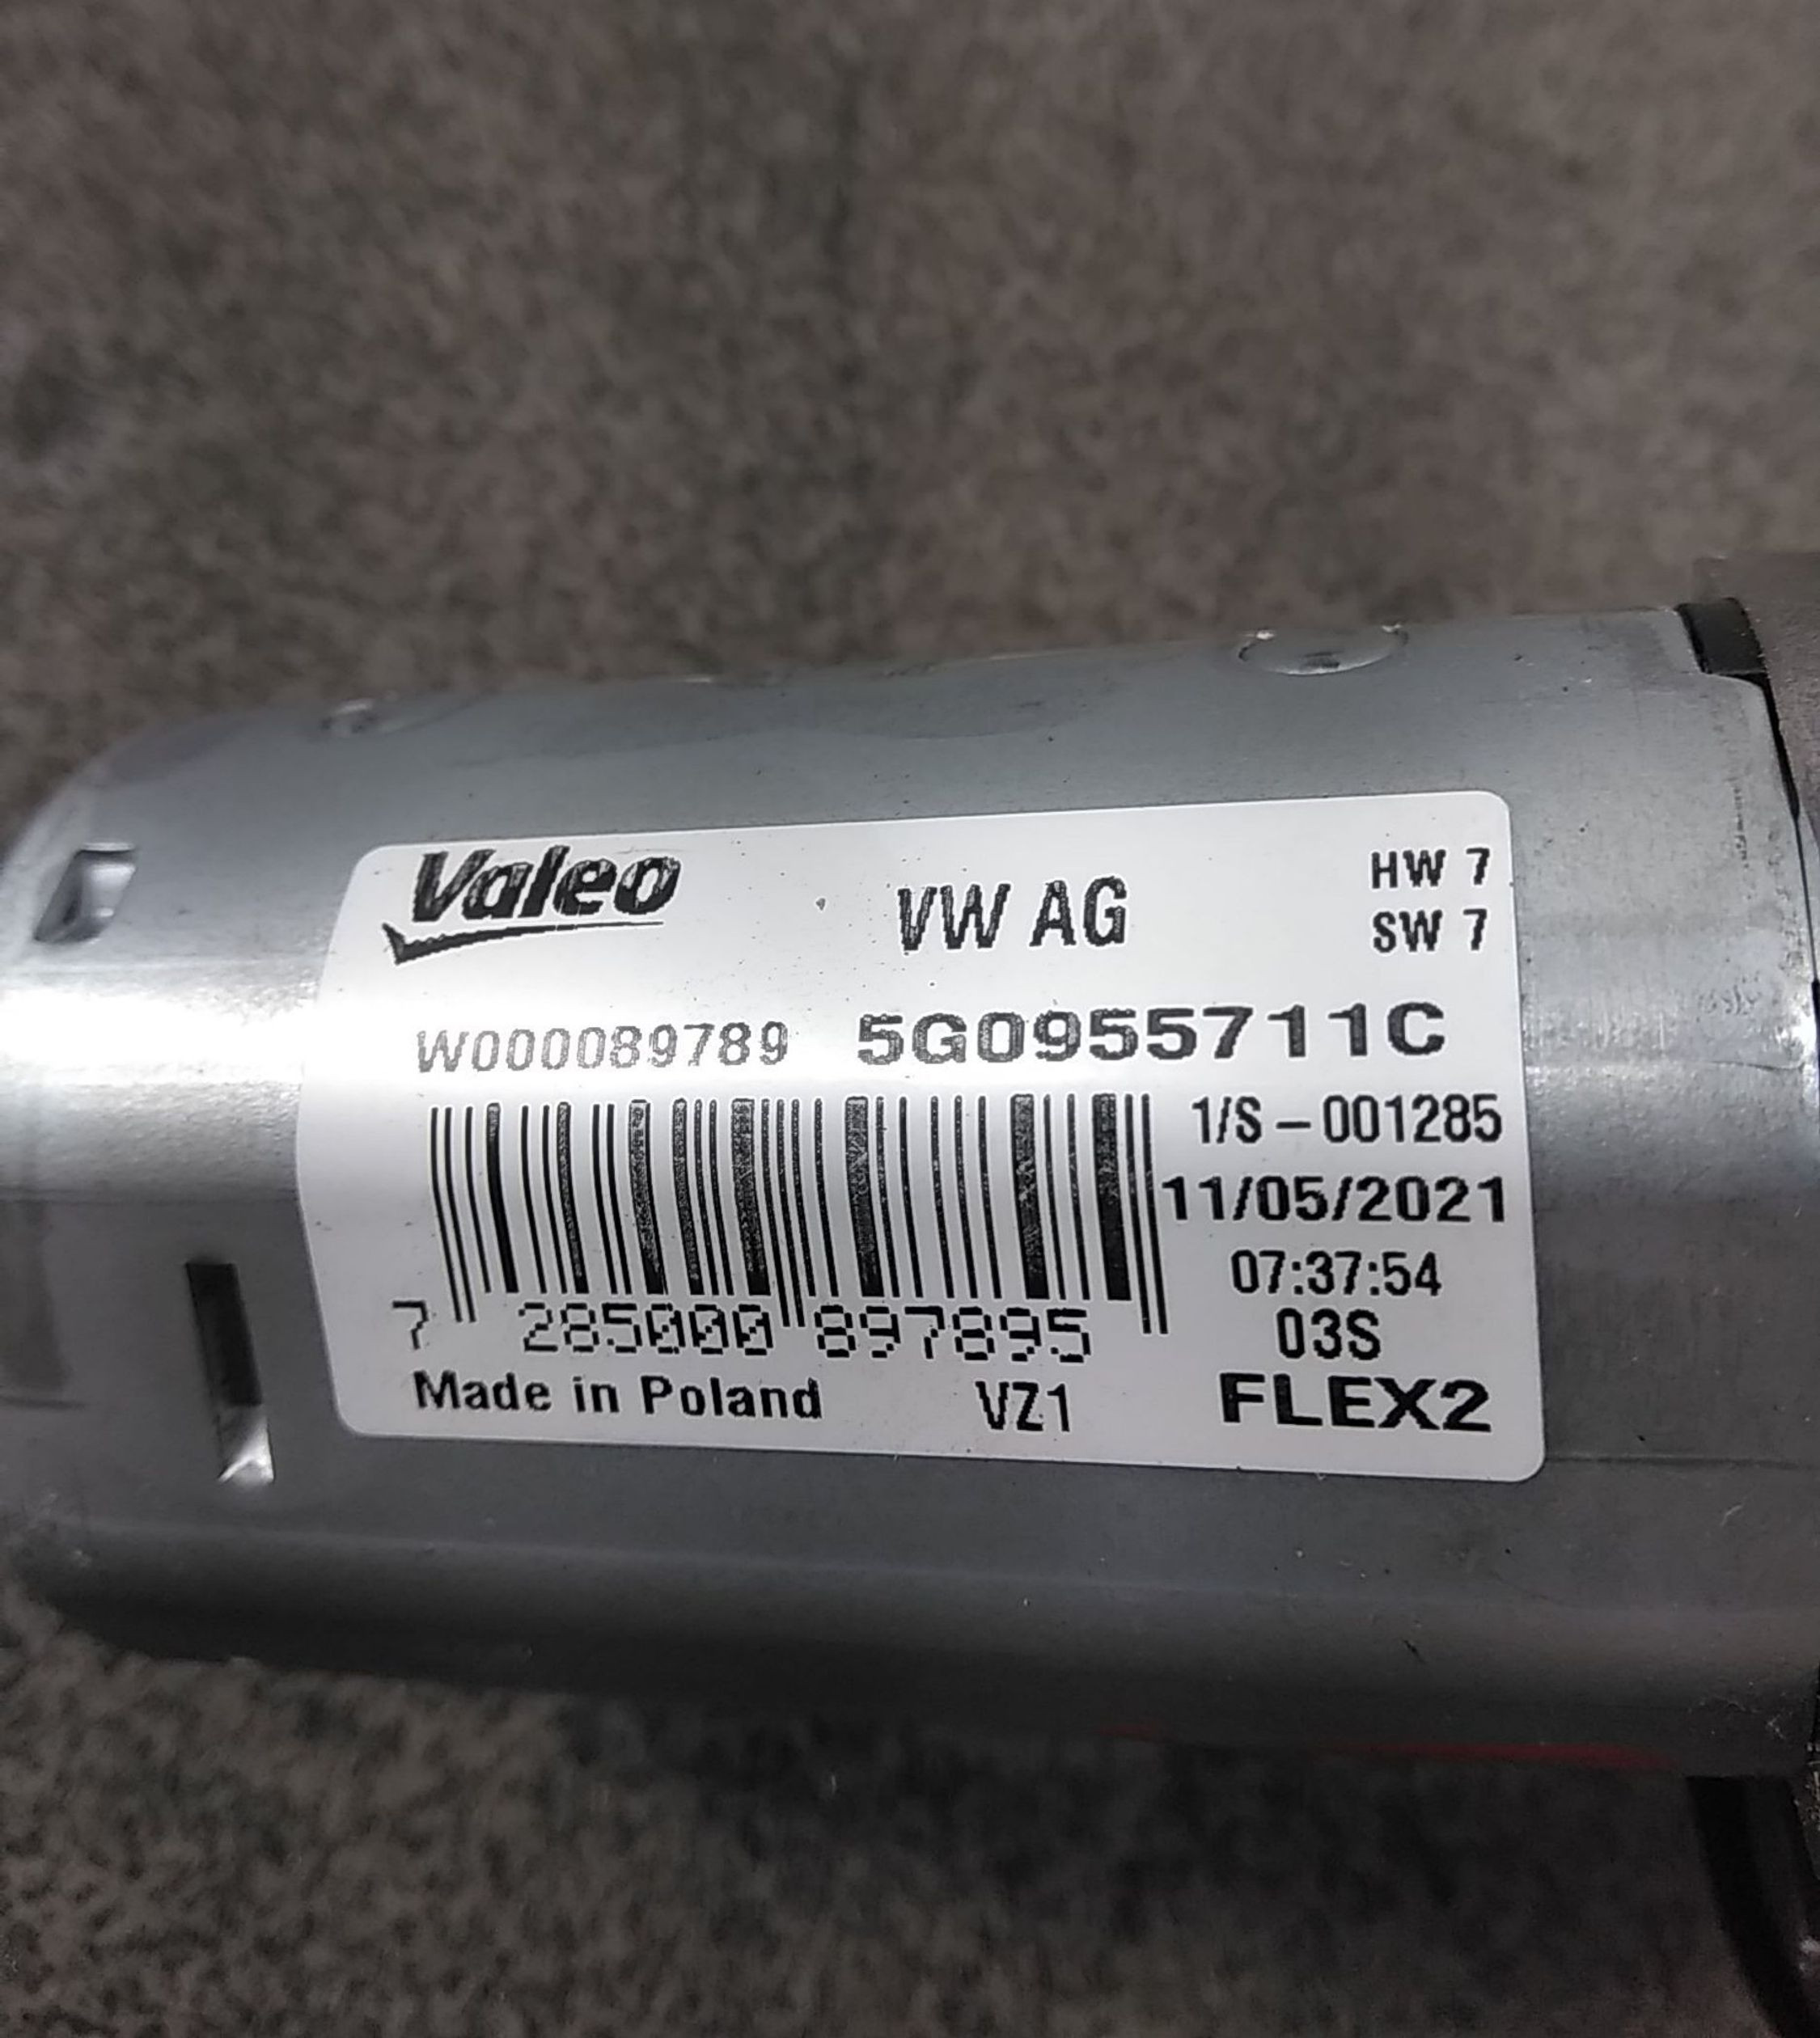 Valeo VW AG HW 7
SW 7
W000089789 5G0955711C
1/S-001285
11/05/2021
07:37:54
7 285000 897895 03S
Made in Poland VZ1 FLEX2